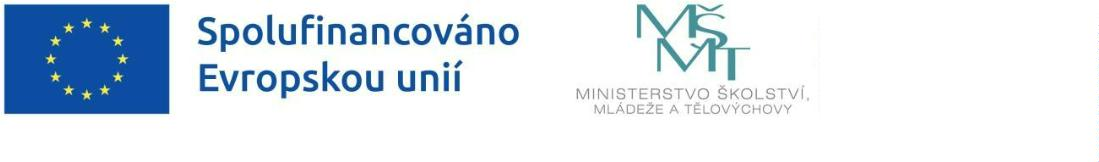 Spolufinancováno
Evropskou unií
MŠMT
MINISTERSTVO ŠKOLSTVÍ,
MLÁDEŽE A TĚLOVÝCHOVY